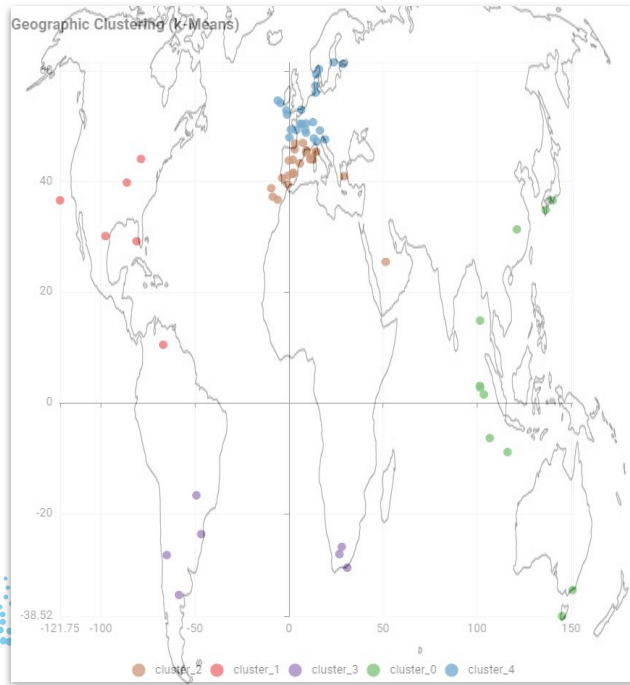 Geographic Clustering (k-Means)
40
20
0
-20
-38.52
-121.75 -100 -50 0 50 100 150
cluster_2 cluster_1 cluster_3 cluster_0 cluster_4